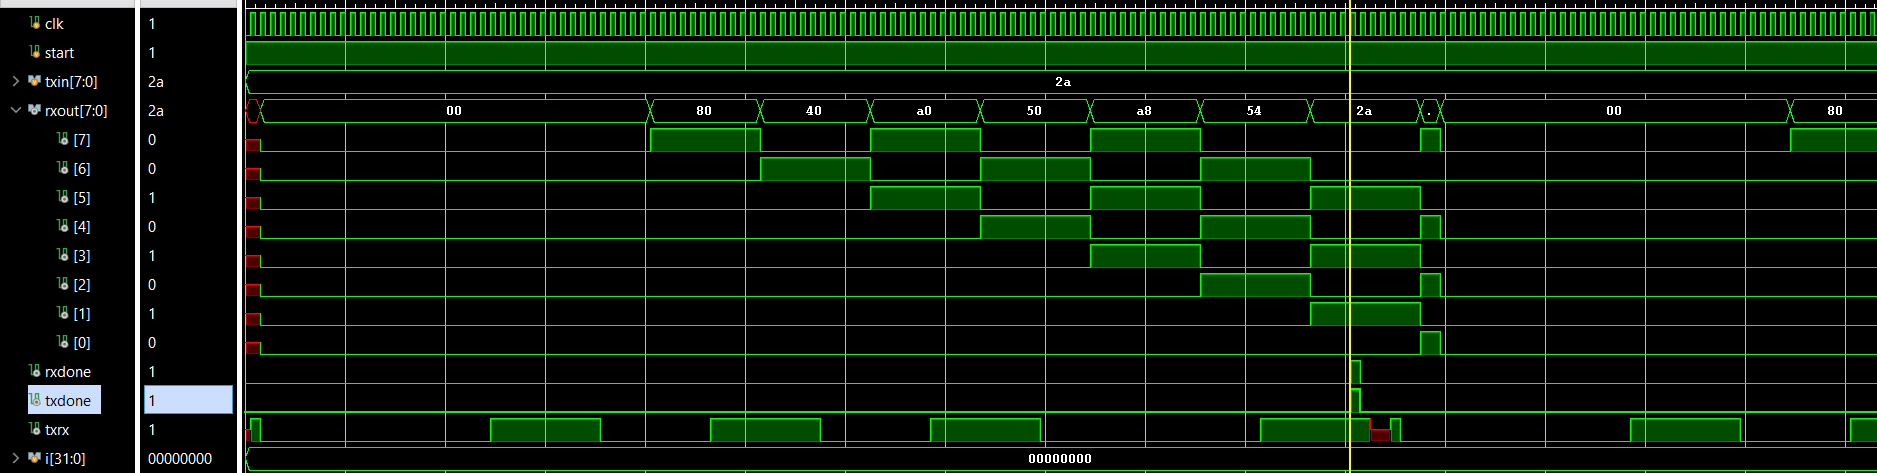 clk 1
start 1
txin[7:0] 2a 2a
rxout[7:0] 2a 00 80 40 a0 50 a8 54 2a . 00 80
[7] 0
[6] 0
[5] 1
[4] 0
[3] 1
[2] 0
[1] 1
[0] 0
rxdone 1
txdone 1
txrx 1
i[31:0] 00000000 00000000